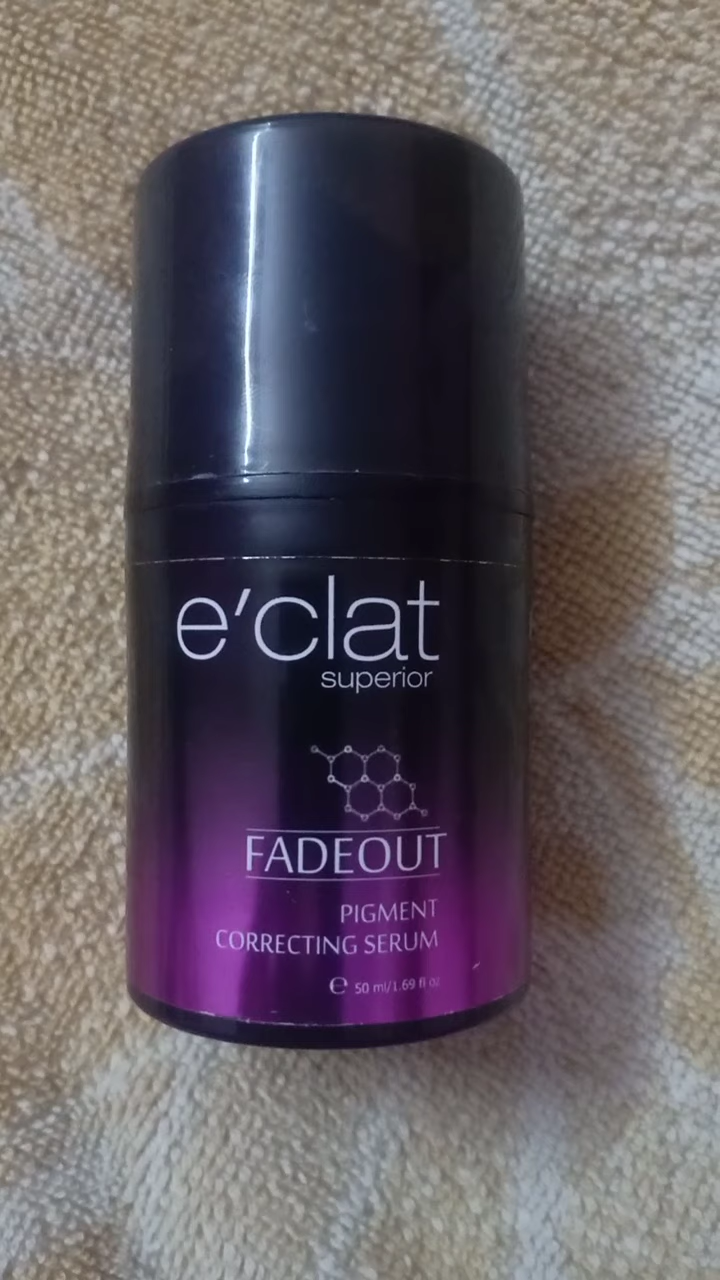 e'clat
superior
FADEOUT
PIGMENT
CORRECTING SERUM
℮ 50 ml/1.69 fl oz